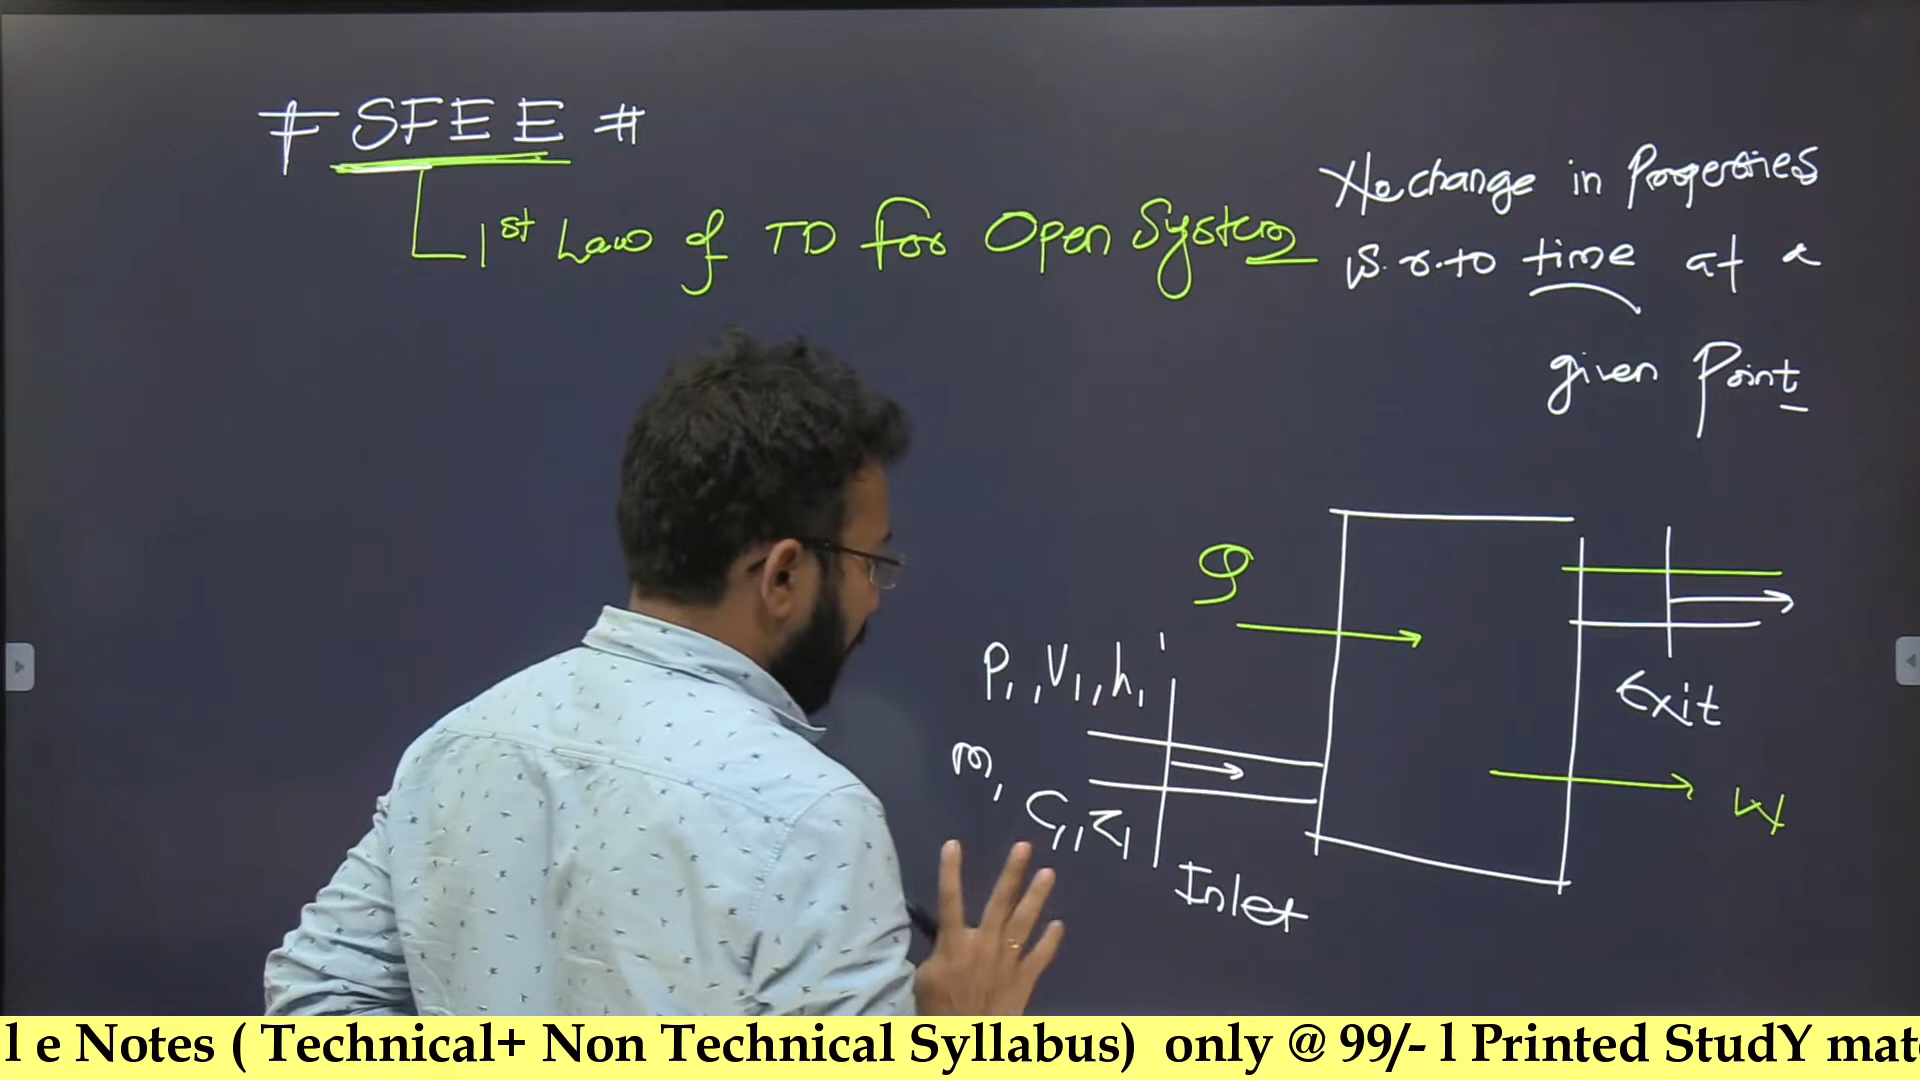 # SFEE #
1st Law of TD for Open System
No change in Properties
w.r.to time at a
given Point
Q
P1, V1, h1
m1
C1, Z1
Inlet
Exit
W
l e Notes ( Technical+ Non Technical Syllabus)  only @ 99/- l Printed StudY mat